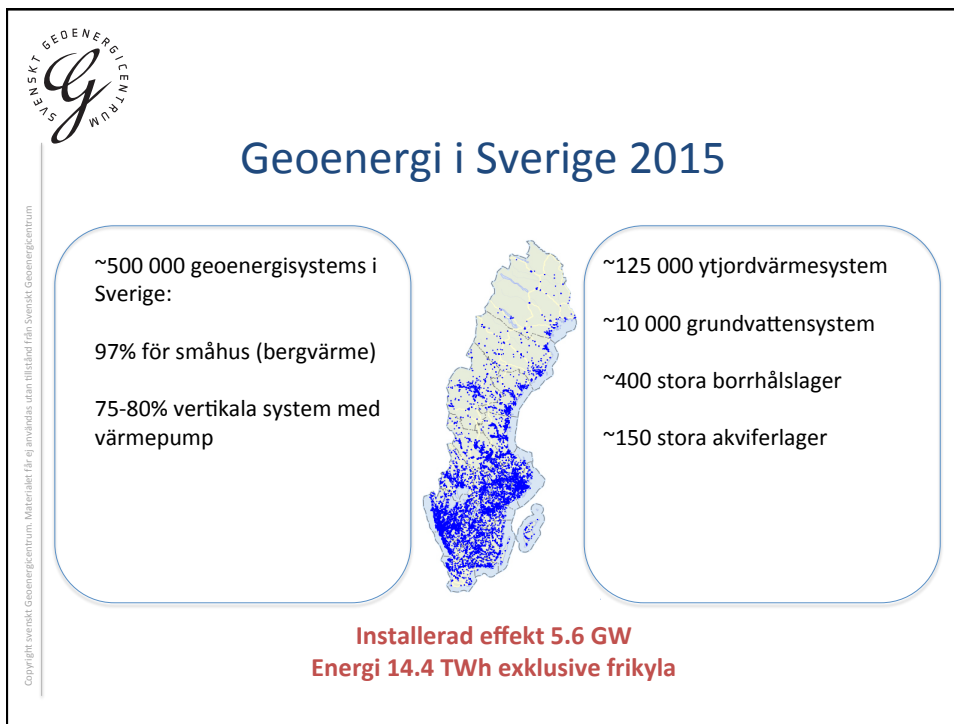 SVENSKT GEOENERGICENTRUM
G
Geoenergi i Sverige 2015
~500 000 geoenergisystems i
Sverige:
97% för småhus (bergvärme)
75-80% vertikala system med
värmepump
~125 000 ytjordvärmesystem
~10 000 grundvattensystem
~400 stora borrhålslager
~150 stora akviferlager
Installerad effekt 5.6 GW
Energi 14.4 TWh exklusive frikyla
Copyright svenskt Geoenergicentrum. Materialet får ej användas utan tillstånd från Svenskt Geoenergicentrum